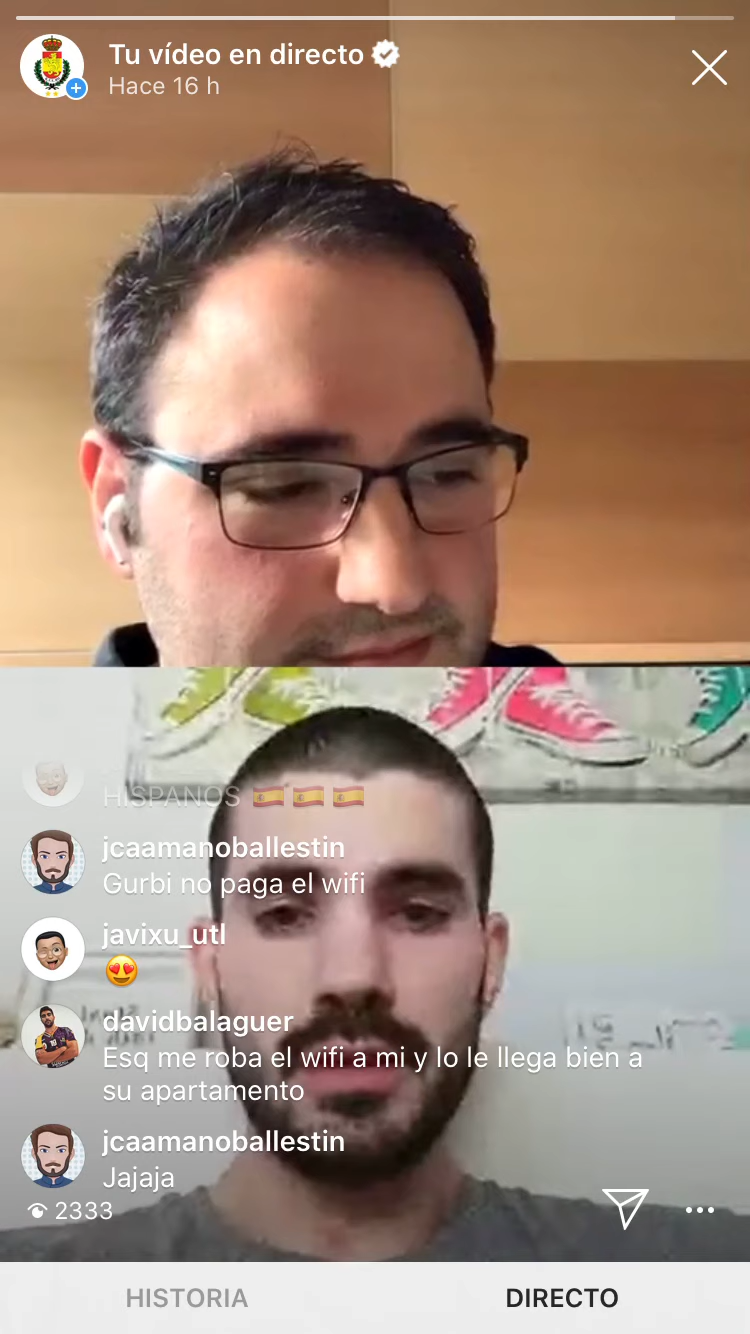 Tu vídeo en directo
Hace 16 h
HISPANOS 🇪🇸 🇪🇸 🇪🇸
jcaamanoballestin
Gurbi no paga el wifi
javixu_utl
😍
davidbalaguer
Esq me roba el wifi a mi y lo le llega bien a
su apartamento
jcaamanoballestin
Jajaja
2333
HISTORIA
DIRECTO